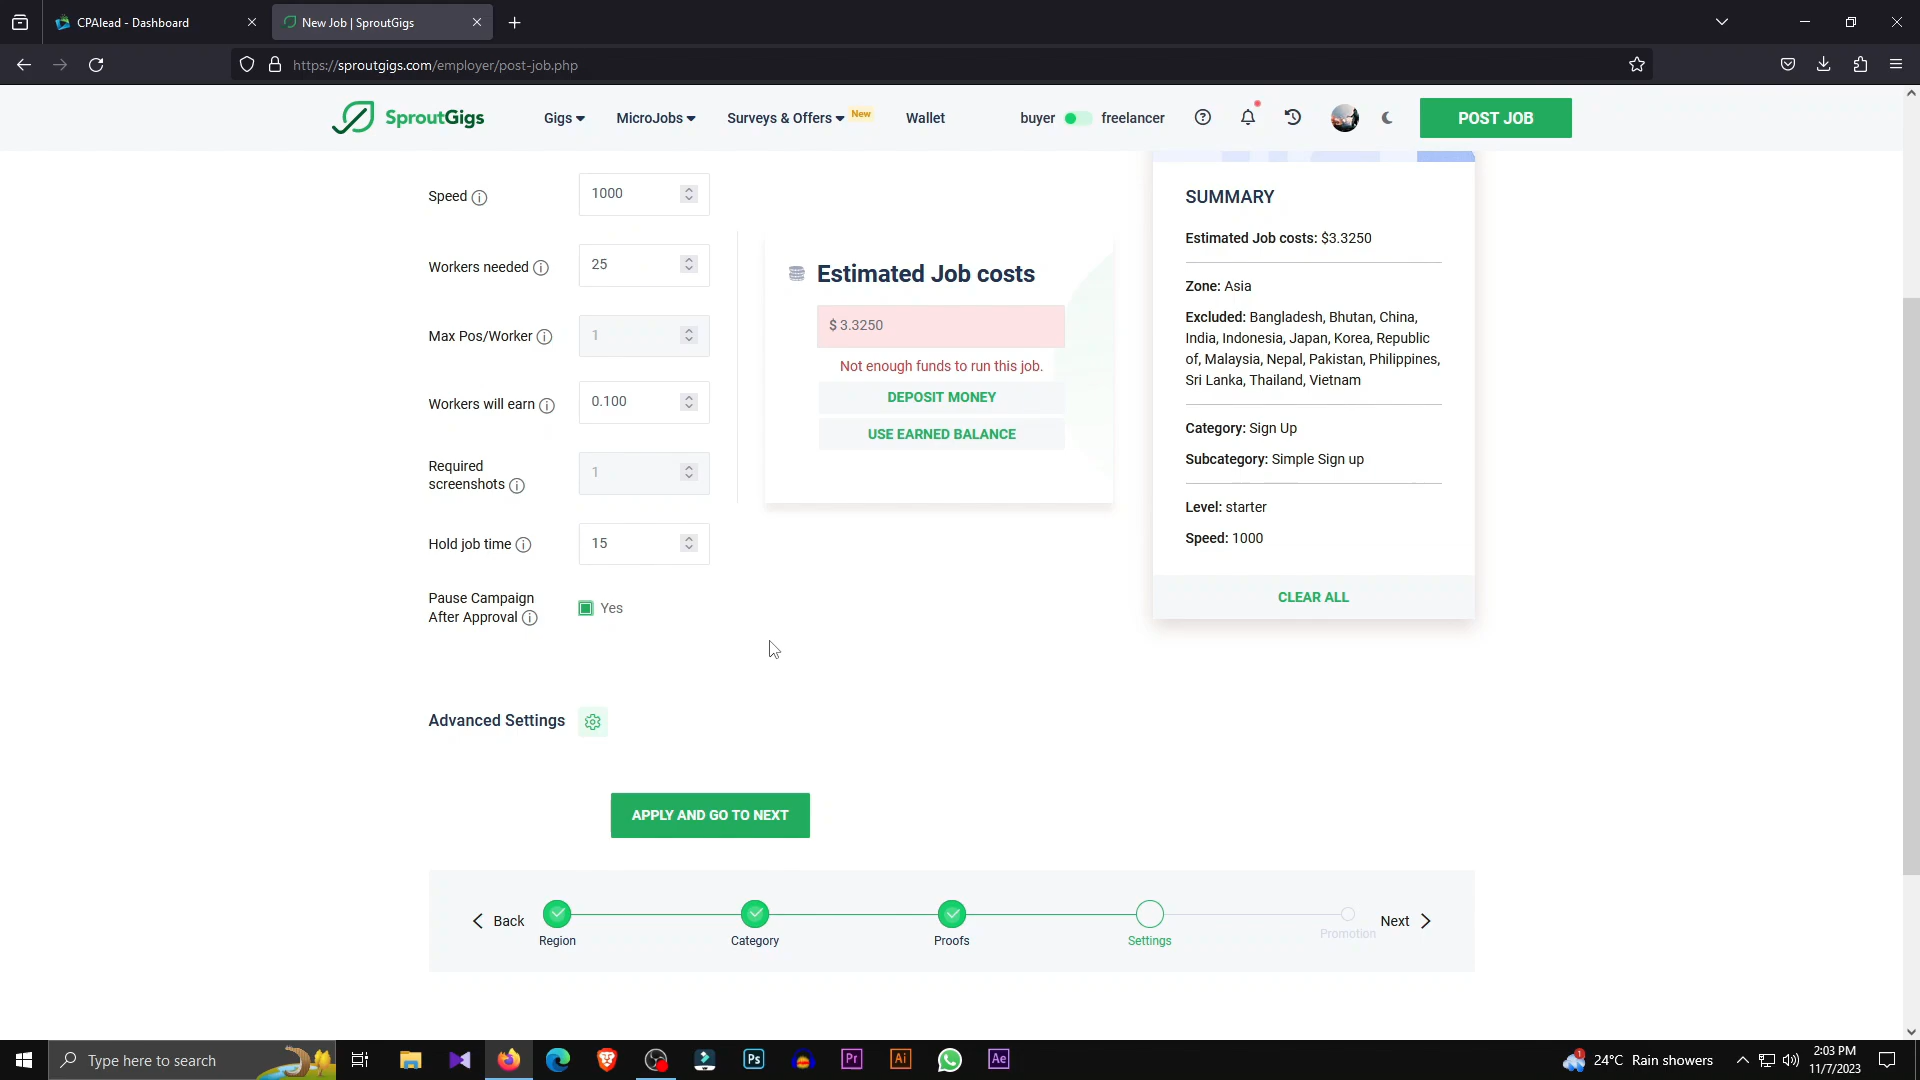 CPAlead - Dashboard
New Job | SproutGigs
https://sproutgigs.com/employer/post-job.php
SproutGigs
Gigs
MicroJobs
Surveys & Offers
New
Wallet
buyer
freelancer
POST JOB
Speed
1000
Workers needed
25
Max Pos/Worker
1
Workers will earn
0.100
Required
screenshots
1
Hold job time
15
Pause Campaign
After Approval
Yes
Estimated Job costs
$ 3.3250
Not enough funds to run this job.
DEPOSIT MONEY
USE EARNED BALANCE
SUMMARY
Estimated Job costs: $3.3250
Zone: Asia
Excluded: Bangladesh, Bhutan, China,
India, Indonesia, Japan, Korea, Republic
of, Malaysia, Nepal, Pakistan, Philippines,
Sri Lanka, Thailand, Vietnam
Category: Sign Up
Subcategory: Simple Sign up
Level: starter
Speed: 1000
CLEAR ALL
Advanced Settings
APPLY AND GO TO NEXT
Back
Region
Category
Proofs
Settings
Promotion
Next
Type here to search
Ps
Pr
Ai
Ae
1
24°C Rain showers
2:03 PM
11/7/2023